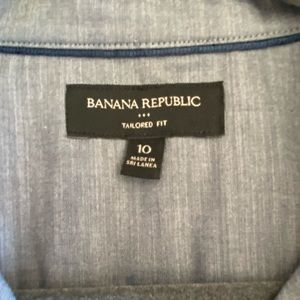 BANANA REPUBLIC
TAILORED FIT
10
MADE IN
SRI LANKA